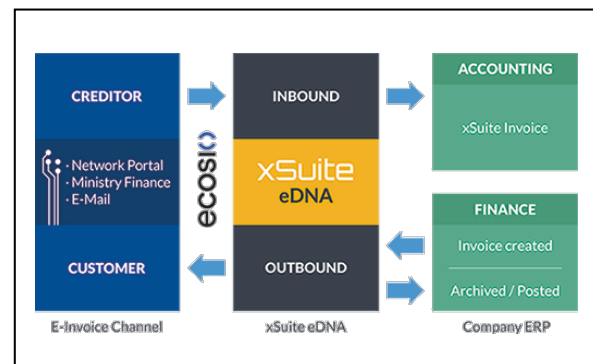 CREDITOR
· Network Portal
· Ministry Finance
· E-Mail
CUSTOMER
E-Invoice Channel
ecosio
INBOUND
xSuite
eDNA
OUTBOUND
xSuite eDNA
ACCOUNTING
xSuite Invoice
FINANCE
Invoice created
Archived / Posted
Company ERP